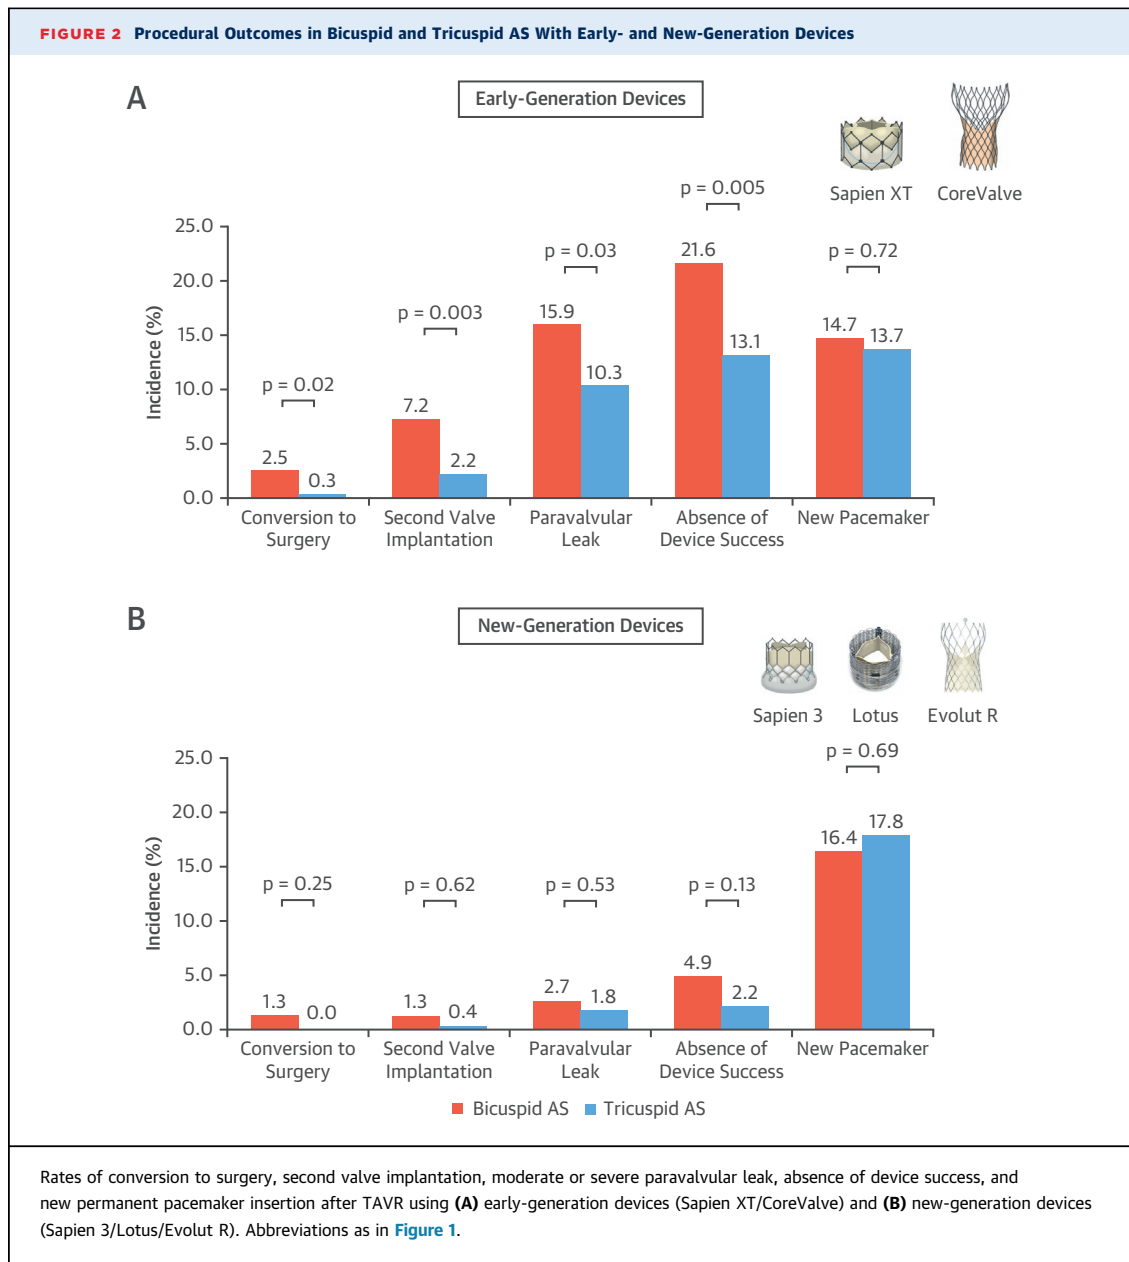 FIGURE 2 Procedural Outcomes in Bicuspid and Tricuspid AS With Early- and New-Generation Devices
A
Early-Generation Devices
Sapien XT
CoreValve
Incidence (%)
25.0
20.0
15.0
10.0
5.0
0.0
p = 0.02
p = 0.003
p = 0.03
p = 0.005
p = 0.72
2.5
0.3
7.2
2.2
15.9
10.3
21.6
13.1
14.7
13.7
Conversion to
Surgery
Second Valve
Implantation
Paravalvular
Leak
Absence of
Device Success
New Pacemaker
B
New-Generation Devices
Sapien 3
Lotus
Evolut R
Incidence (%)
25.0
20.0
15.0
10.0
5.0
0.0
p = 0.25
p = 0.62
p = 0.53
p = 0.13
p = 0.69
1.3
0.0
1.3
0.4
2.7
1.8
4.9
2.2
16.4
17.8
Conversion to
Surgery
Second Valve
Implantation
Paravalvular
Leak
Absence of
Device Success
New Pacemaker
Bicuspid AS
Tricuspid AS
Rates of conversion to surgery, second valve implantation, moderate or severe paravalvular leak, absence of device success, and
new permanent pacemaker insertion after TAVR using (A) early-generation devices (Sapien XT/CoreValve) and (B) new-generation devices
(Sapien 3/Lotus/Evolut R). Abbreviations as in Figure 1.